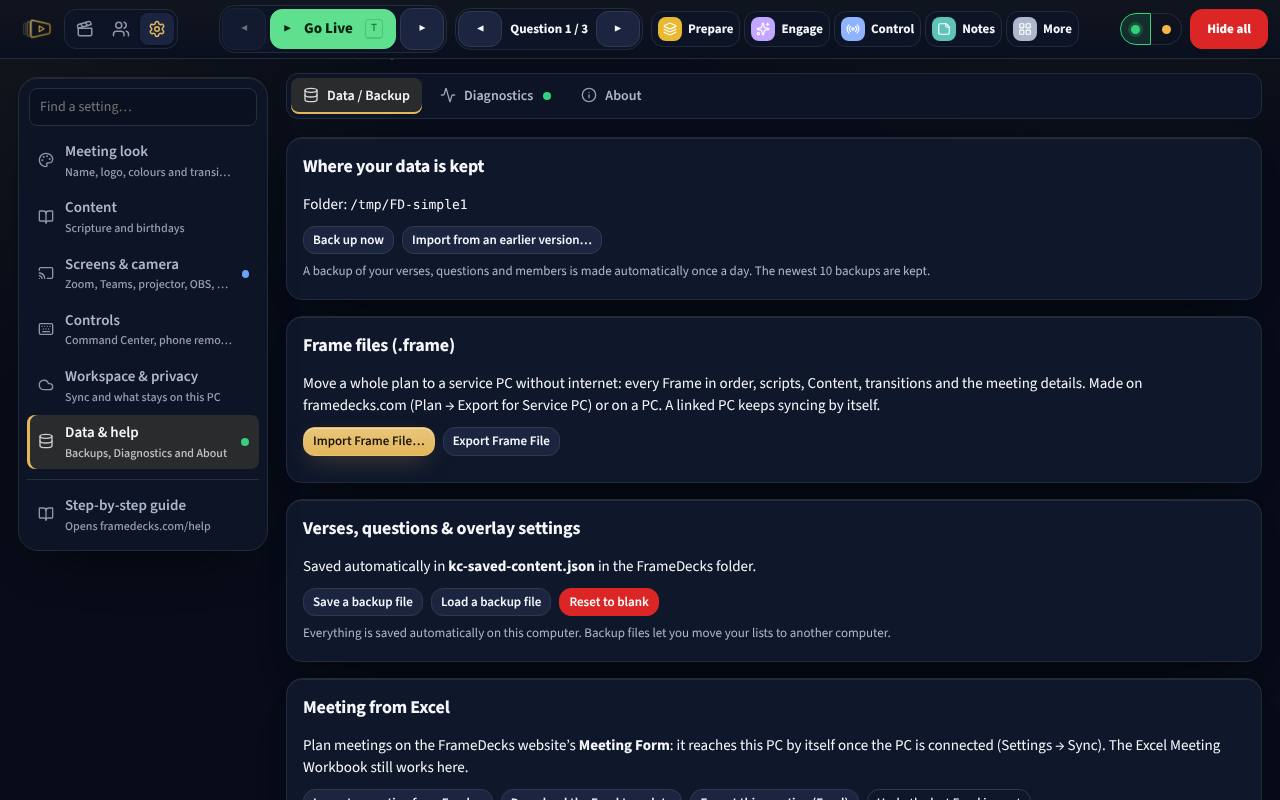 Go Live T
Question 1 / 3
Prepare
Engage
Control
Notes
More
Hide all
Find a setting…
Meeting look
Name, logo, colours and transi…
Content
Scripture and birthdays
Screens & camera
Zoom, Teams, projector, OBS, …
Controls
Command Center, phone remo…
Workspace & privacy
Sync and what stays on this PC
Data & help
Backups, Diagnostics and About
Step-by-step guide
Opens framedecks.com/help
Data / Backup
Diagnostics
About
Where your data is kept
Folder: /tmp/FD-simple1
Back up now
Import from an earlier version…
A backup of your verses, questions and members is made automatically once a day. The newest 10 backups are kept.
Frame files (.frame)
Move a whole plan to a service PC without internet: every Frame in order, scripts, Content, transitions and the meeting details. Made on
framedecks.com (Plan → Export for Service PC) or on a PC. A linked PC keeps syncing by itself.
Import Frame File…
Export Frame File
Verses, questions & overlay settings
Saved automatically in kc-saved-content.json in the FrameDecks folder.
Save a backup file
Load a backup file
Reset to blank
Everything is saved automatically on this computer. Backup files let you move your lists to another computer.
Meeting from Excel
Plan meetings on the FrameDecks website's Meeting Form: it reaches this PC by itself once the PC is connected (Settings → Sync). The Excel Meeting
Workbook still works here.